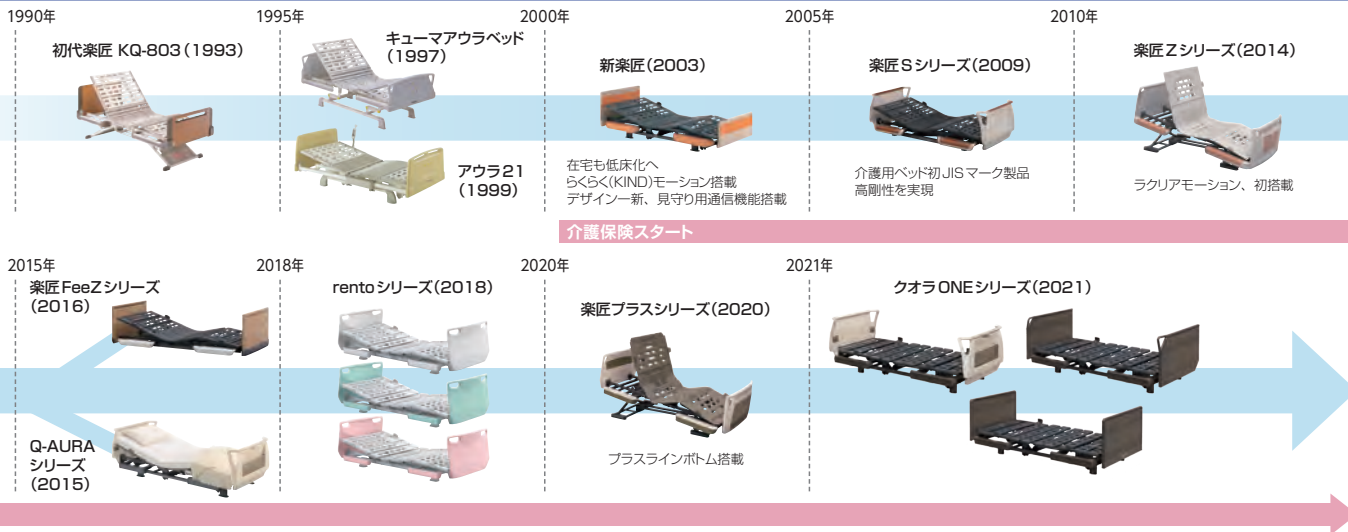 1990年
1995年
2000年
2005年
2010年
初代楽匠 KQ-803(1993)
キューマアウラベッド
(1997)
アウラ21
(1999)
新楽匠(2003)
在宅も低床化へ
らくらく(KIND)モーション搭載
デザイン一新、見守り用通信機能搭載
楽匠Sシリーズ(2009)
介護用ベッド初JISマーク製品
高剛性を実現
楽匠Zシリーズ(2014)
ラクリアモーション、初搭載
介護保険スタート
2015年
2018年
2020年
2021年
楽匠FeeZシリーズ
(2016)
Q-AURA
シリーズ
(2015)
rentoシリーズ(2018)
楽匠プラスシリーズ(2020)
プラスラインボトム搭載
クオラONEシリーズ(2021)